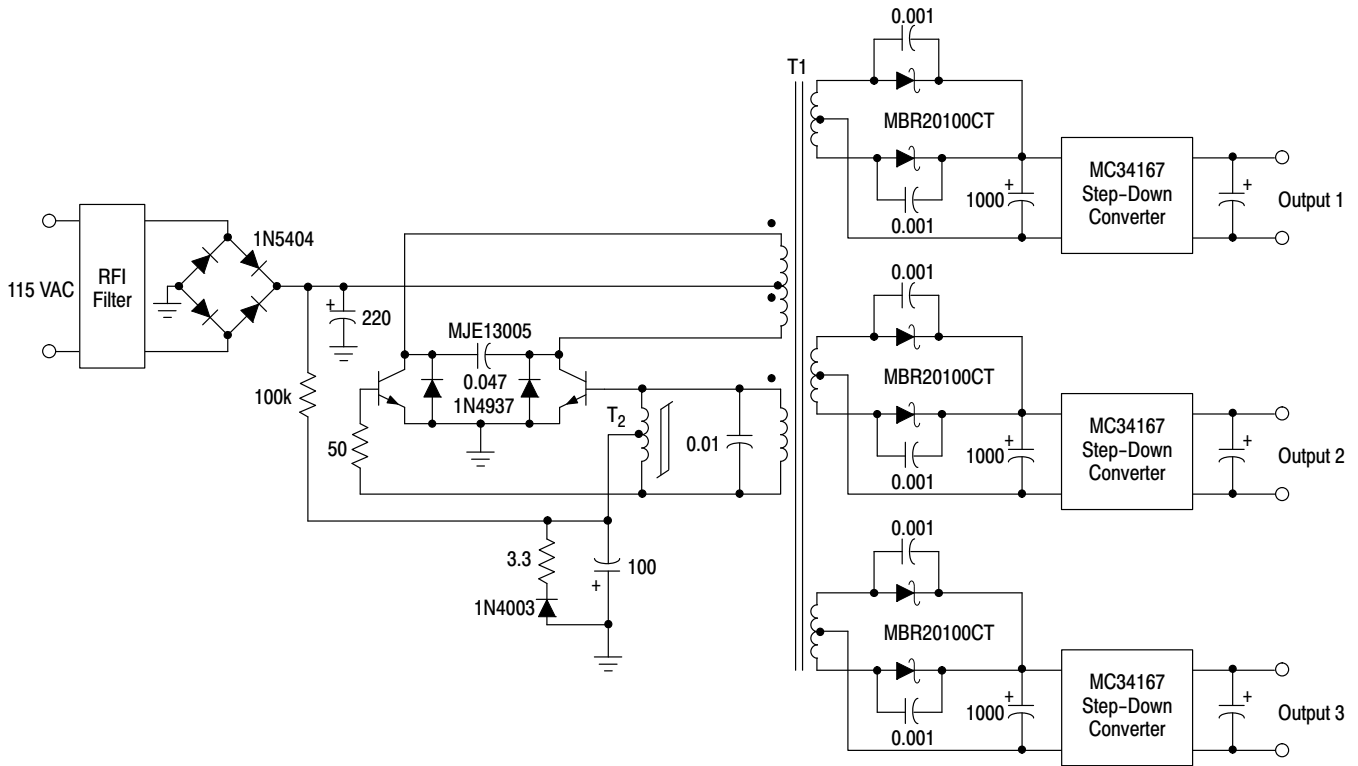 0.001
T1
MBR20100CT
0.001
1000
+
MC34167
Step-Down
Converter
+
Output 1
115 VAC
RFI
Filter
1N5404
+
220
100k
MJE13005
0.047
1N4937
50
T2
0.01
3.3
1N4003
100
+
0.001
MBR20100CT
0.001
1000
+
MC34167
Step-Down
Converter
+
Output 2
0.001
MBR20100CT
0.001
1000
+
MC34167
Step-Down
Converter
+
Output 3